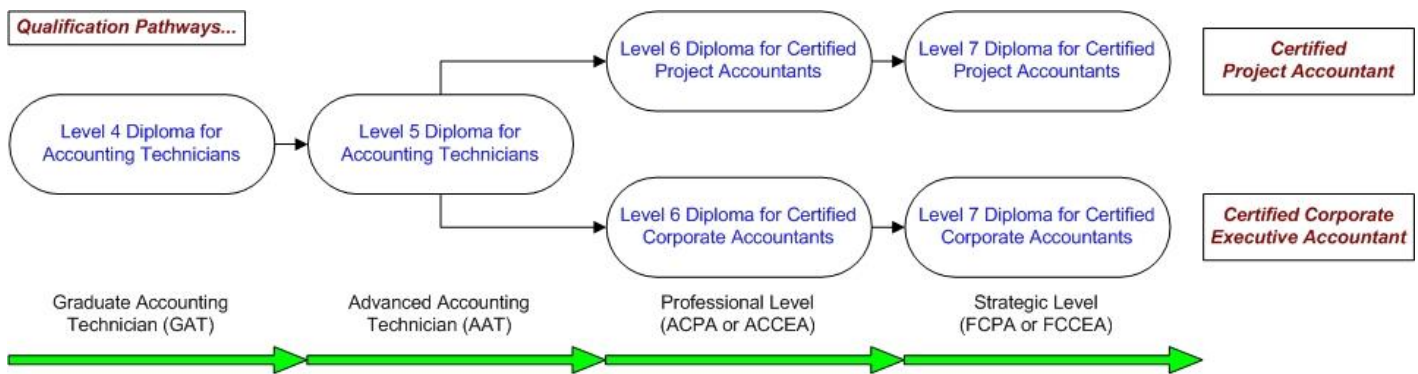 Qualification Pathways...
Level 6 Diploma for Certified
Project Accountants
Level 7 Diploma for Certified
Project Accountants
Certified
Project Accountant
Level 4 Diploma for
Accounting Technicians
Level 5 Diploma for
Accounting Technicians
Level 6 Diploma for Certified
Corporate Accountants
Level 7 Diploma for Certified
Corporate Accountants
Certified Corporate
Executive Accountant
Graduate Accounting
Technician (GAT)
Advanced Accounting
Technician (AAT)
Professional Level
(ACPA or ACCEA)
Strategic Level
(FCPA or FCCEA)